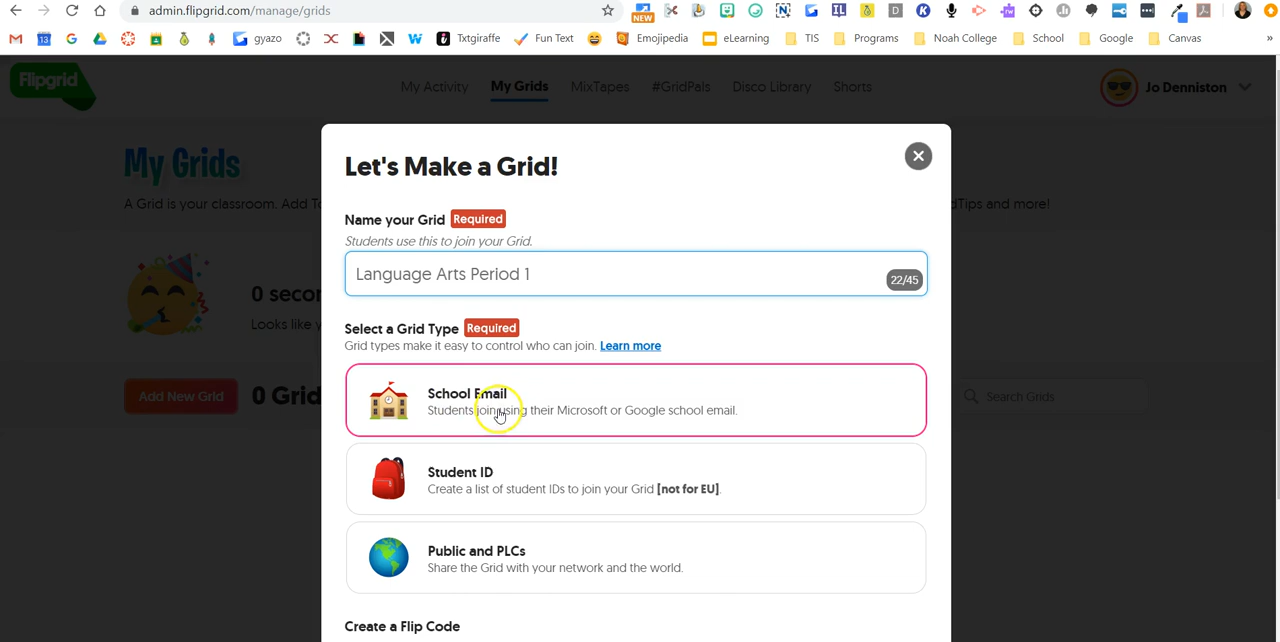 admin.flipgrid.com/manage/grids
NEW
gyazo
Txtgiraffe
Fun Text
Emojipedia
eLearning
TIS
Programs
Noah College
School
Google
Canvas
»
Flipgrid
My Activity
My Grids
MixTapes
#GridPals
Disco Library
Shorts
Jo Denniston
My Grids
A Grid is your classroom. Add To
dTips and more!
0 secon
Looks like y
Add New Grid
0 Grid
Search Grids
Let's Make a Grid!
Name your Grid Required
Students use this to join your Grid.
Language Arts Period 1
22/45
Select a Grid Type Required
Grid types make it easy to control who can join. Learn more
School Email
Students join using their Microsoft or Google school email.
Student ID
Create a list of student IDs to join your Grid [not for EU].
Public and PLCs
Share the Grid with your network and the world.
Create a Flip Code